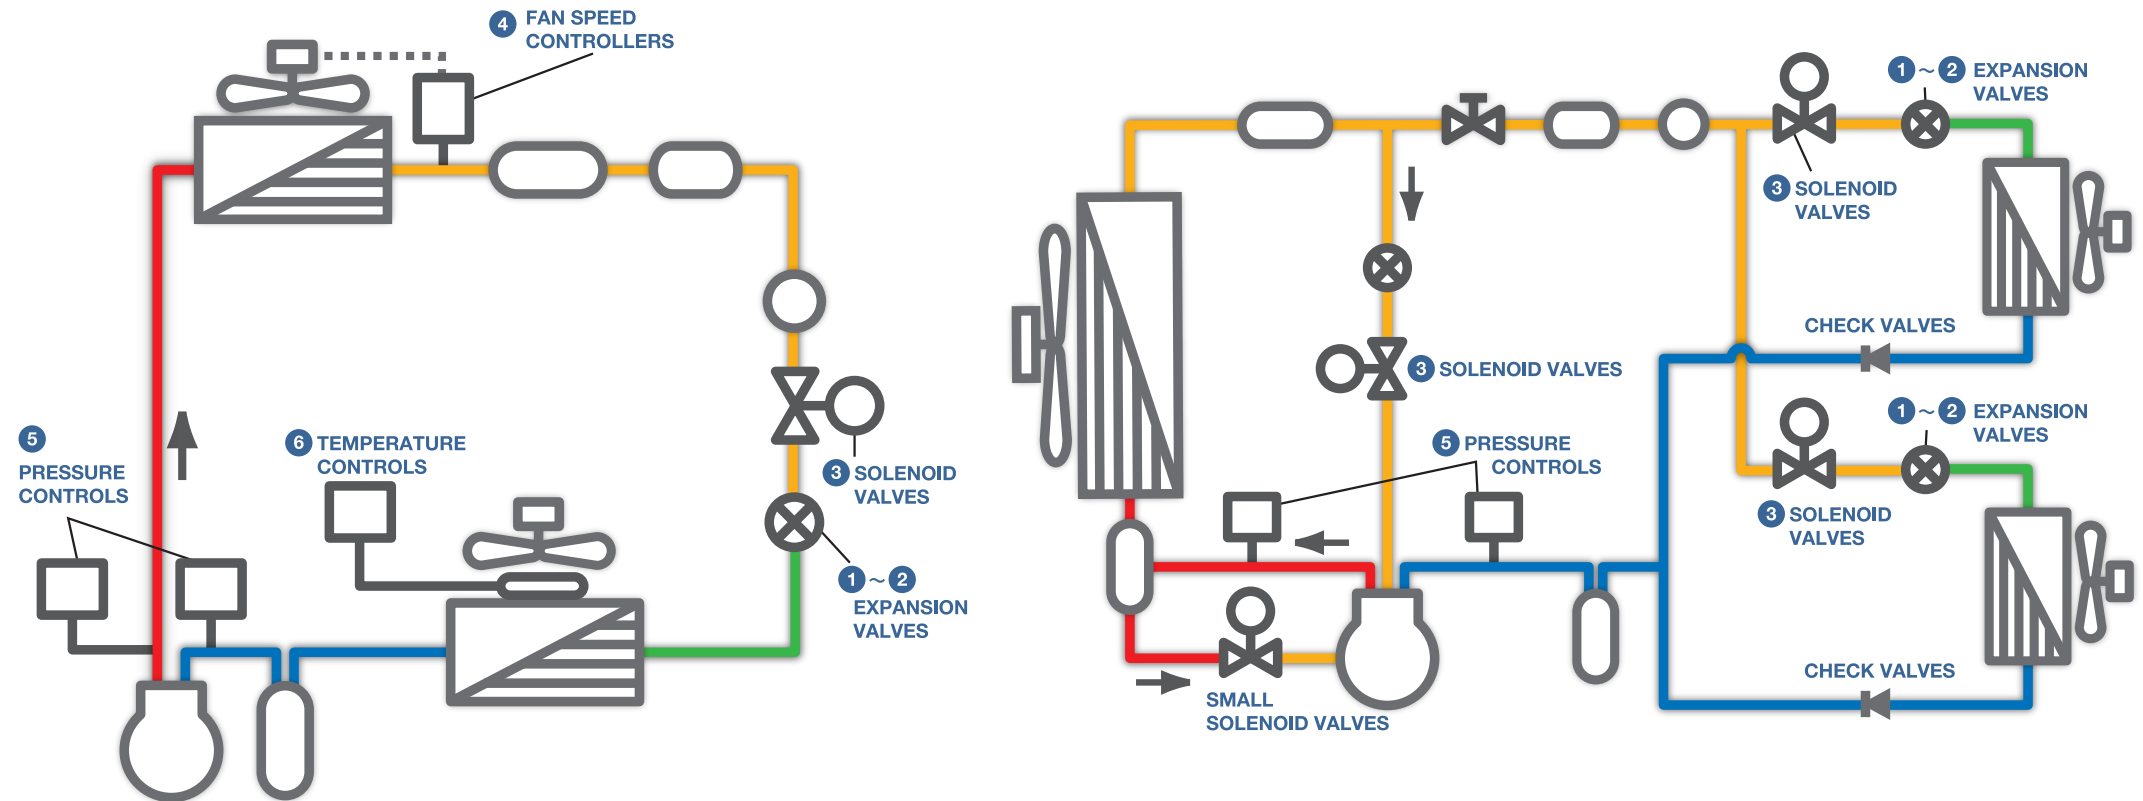 4 FAN SPEED
CONTROLLERS
5
PRESSURE
CONTROLS
6 TEMPERATURE
CONTROLS
3 SOLENOID
VALVES
1 ~ 2
EXPANSION
VALVES
1 ~ 2 EXPANSION
VALVES
3 SOLENOID
VALVES
CHECK VALVES
3 SOLENOID VALVES
1 ~ 2 EXPANSION
VALVES
5 PRESSURE
CONTROLS
3 SOLENOID
VALVES
CHECK VALVES
SMALL
SOLENOID VALVES